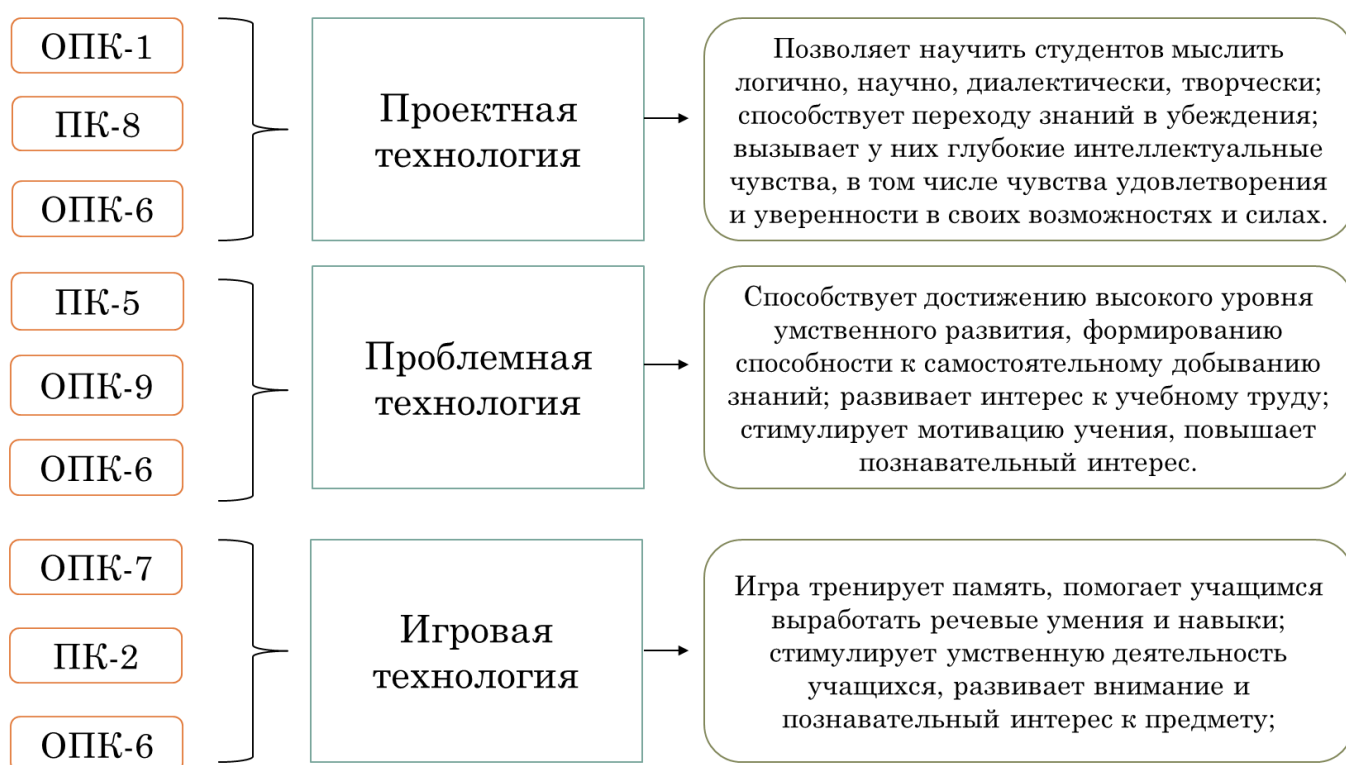 ОПК-1
ПК-8
ОПК-6
Проектная
технология
Позволяет научить студентов мыслить
логично, научно, диалектически, творчески;
способствует переходу знаний в убеждения;
вызывает у них глубокие интеллектуальные
чувства, в том числе чувства удовлетворения
и уверенности в своих возможностях и силах.
ПК-5
ОПК-9
ОПК-6
Проблемная
технология
Способствует достижению высокого уровня
умственного развития, формированию
способности к самостоятельному добыванию
знаний; развивает интерес к учебному труду;
стимулирует мотивацию учения, повышает
познавательный интерес.
ОПК-7
ПК-2
ОПК-6
Игровая
технология
Игра тренирует память, помогает учащимся
выработать речевые умения и навыки;
стимулирует умственную деятельность
учащихся, развивает внимание и
познавательный интерес к предмету;